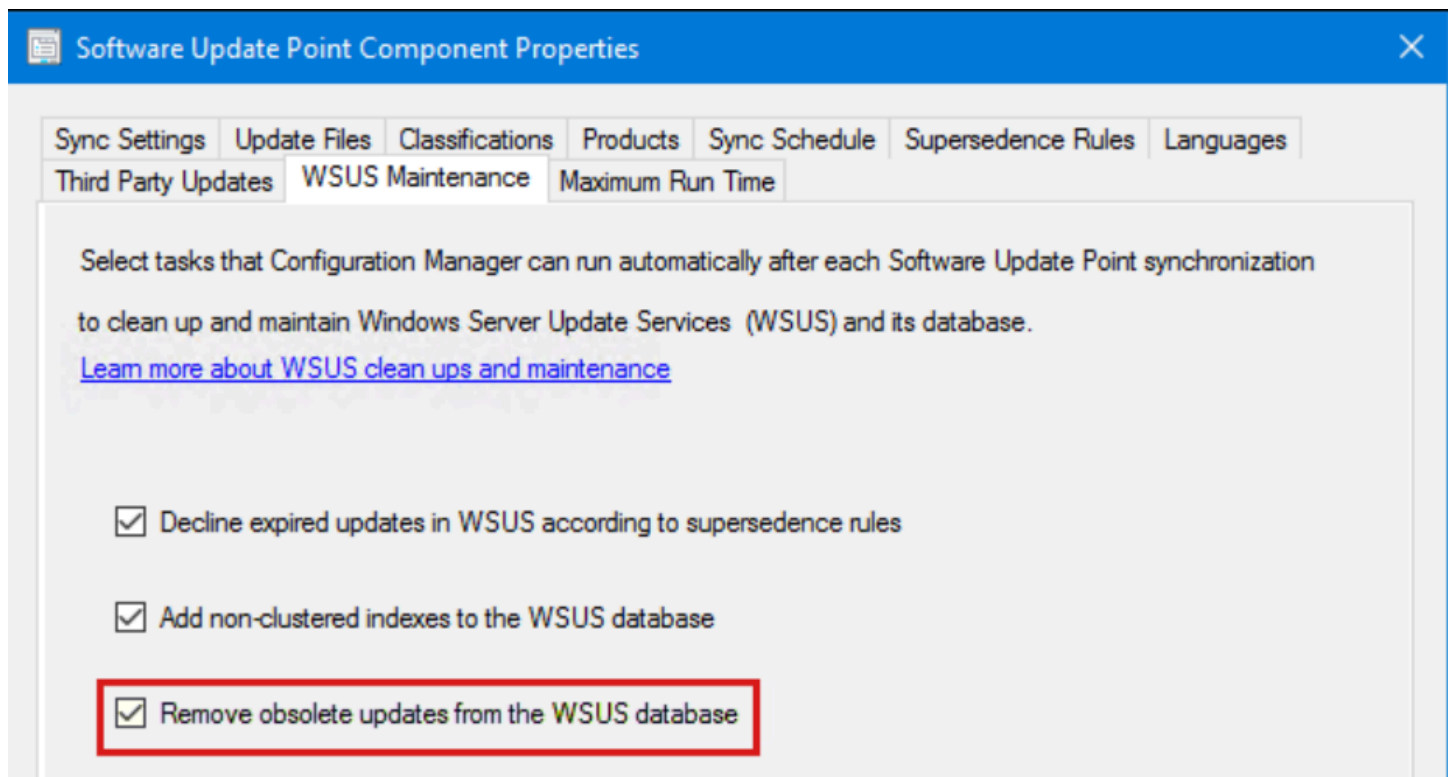 Software Update Point Component Properties
Sync Settings Update Files Classifications Products Sync Schedule Supersedence Rules Languages
Third Party Updates WSUS Maintenance Maximum Run Time
Select tasks that Configuration Manager can run automatically after each Software Update Point synchronization
to clean up and maintain Windows Server Update Services (WSUS) and its database.
Learn more about WSUS clean ups and maintenance
Decline expired updates in WSUS according to supersedence rules
Add non-clustered indexes to the WSUS database
Remove obsolete updates from the WSUS database